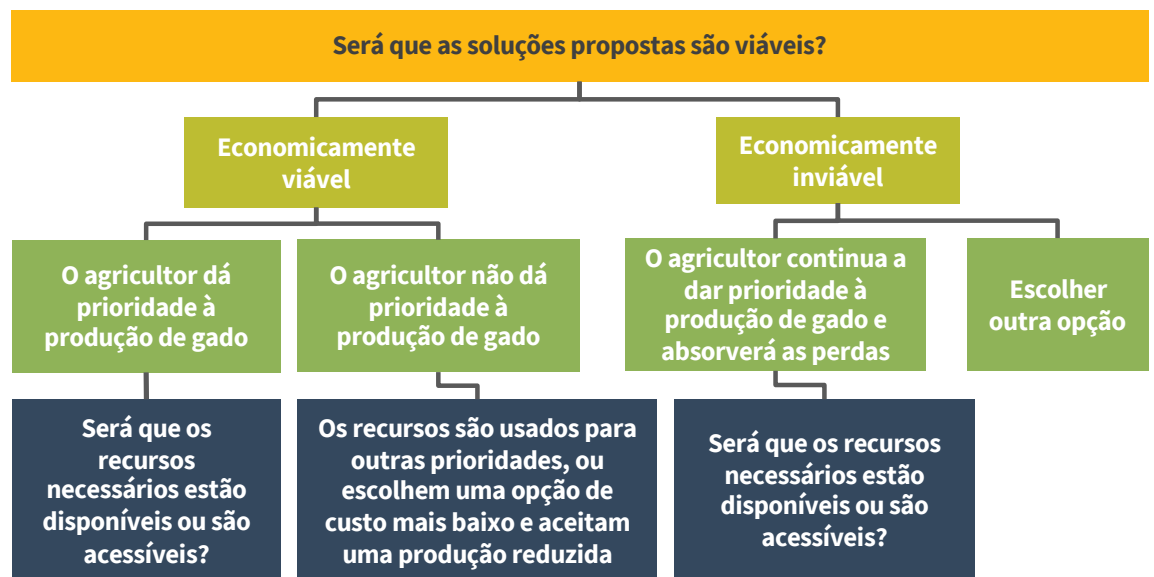 Será que as soluções propostas são viáveis?
Economicamente
viável
Economicamente
inviável
O agricultor dá
prioridade à
produção de gado
O agricultor não dá
prioridade à
produção de gado
O agricultor continua a
dar prioridade à
produção de gado e
absorverá as perdas
Escolher
outra opção
Será que os
recursos
necessários estão
disponíveis ou são
acessíveis?
Os recursos são usados para
outras prioridades, ou
escolhem uma opção de
custo mais baixo e aceitam
uma produção reduzida
Será que os recursos
necessários estão
disponíveis ou são
acessíveis?